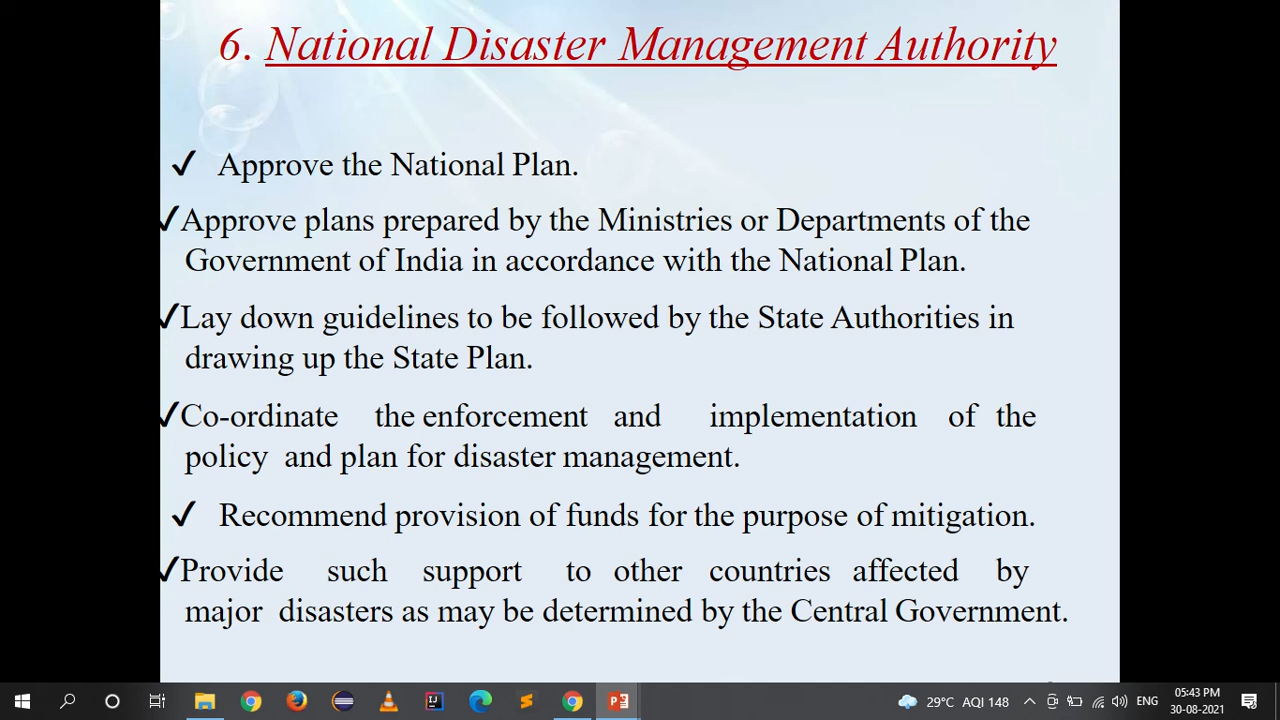 6. National Disaster Management Authority
✓ Approve the National Plan.
✓Approve plans prepared by the Ministries or Departments of the
Government of India in accordance with the National Plan.
✓Lay down guidelines to be followed by the State Authorities in
drawing up the State Plan.
✓Co-ordinate the enforcement and implementation of the
policy and plan for disaster management.
✓ Recommend provision of funds for the purpose of mitigation.
✓Provide such support to other countries affected by
major disasters as may be determined by the Central Government.
29°C AQI 148 ENG 05:43 PM
30-08-2021